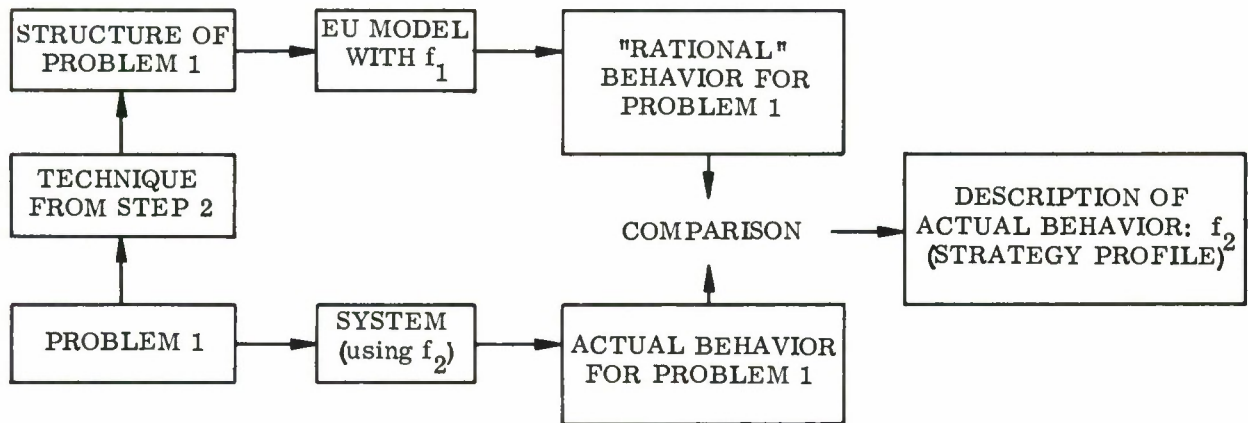 STRUCTURE OF
PROBLEM 1
EU MODEL
WITH f₁
"RATIONAL"
BEHAVIOR FOR
PROBLEM 1
TECHNIQUE
FROM STEP 2
COMPARISON
DESCRIPTION OF
ACTUAL BEHAVIOR: f₂
(STRATEGY PROFILE)
PROBLEM 1
SYSTEM
(using f₂)
ACTUAL BEHAVIOR
FOR PROBLEM 1